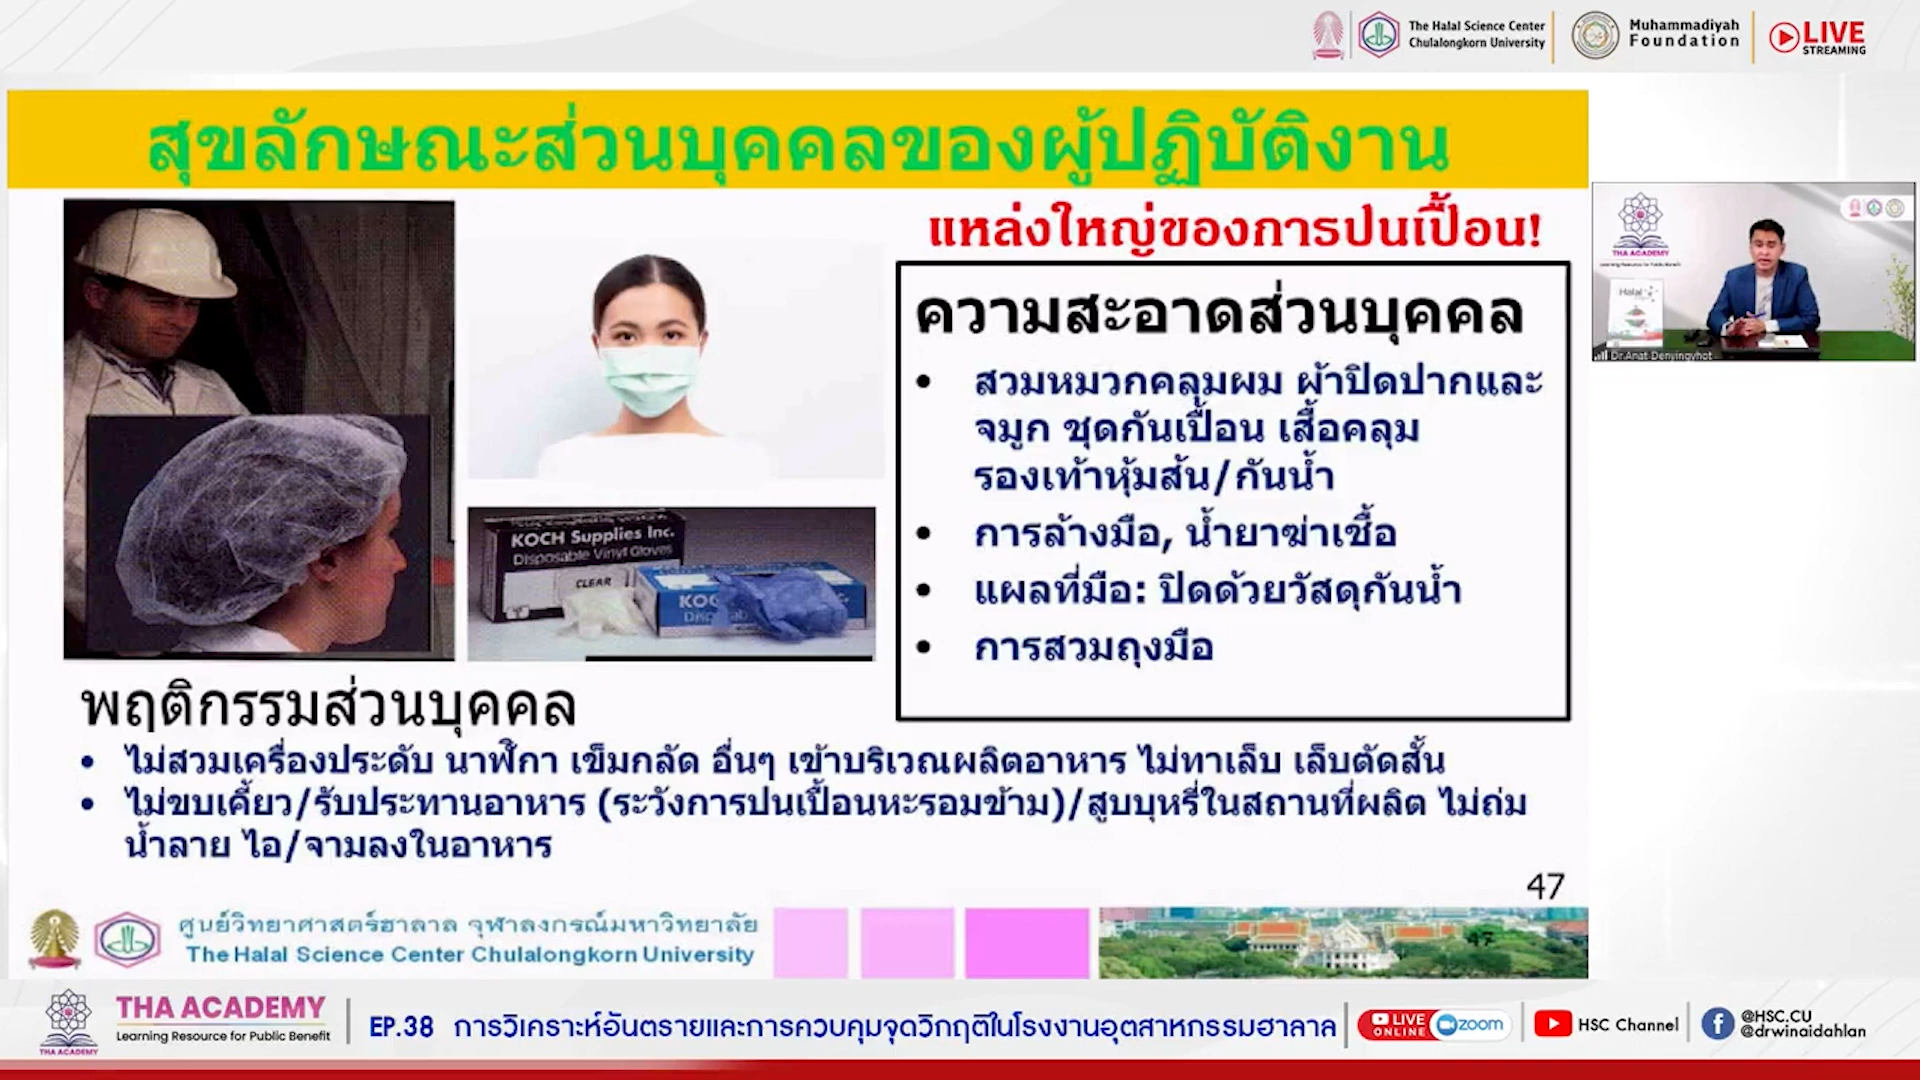 The Halal Science Center
Chulalongkorn University
Muhammadiyah
Foundation
LIVE
STREAMING
สุขลักษณะส่วนบุคคลของผู้ปฏิบัติงาน
แหล่งใหญ่ของการปนเปื้อน!
ความสะอาดส่วนบุคคล
• สวมหมวกคลุมผม ผ้าปิดปากและ
จมูก ชุดกันเปื้อน เสื้อคลุม
รองเท้าหุ้มส้น/กันน้ำ
• การล้างมือ, น้ำยาฆ่าเชื้อ
• แผลที่มือ: ปิดด้วยวัสดุกันน้ำ
• การสวมถุงมือ
KOCH Supplies Inc.
Disposable Vinyl Gloves
CLEAR
THA ACADEMY
Learning Resource for Public Benefit
Halal
Dr.Anat Denyingyhot
พฤติกรรมส่วนบุคคล
• ไม่สวมเครื่องประดับ นาฬิกา เข็มกลัด อื่นๆ เข้าบริเวณผลิตอาหาร ไม่ทาเล็บ เล็บตัดสั้น
• ไม่ขบเคี้ยว/รับประทานอาหาร (ระวังการปนเปื้อนหะรอมข้าม)/สูบบุหรี่ในสถานที่ผลิต ไม่ถ่ม
น้ำลาย ไอ/จามลงในอาหาร
47
ศูนย์วิทยาศาสตร์ฮาลาล จุฬาลงกรณ์มหาวิทยาลัย
The Halal Science Center Chulalongkorn University
47
THA ACADEMY
THA ACADEMY
Learning Resource for Public Benefit
EP.38 การวิเคราะห์อันตรายและการควบคุมจุดวิกฤติในโรงงานอุตสาหกรรมฮาลาล
LIVE
ONLINE
zoom
HSC Channel
@HSC.CU
@drwinaidahlan